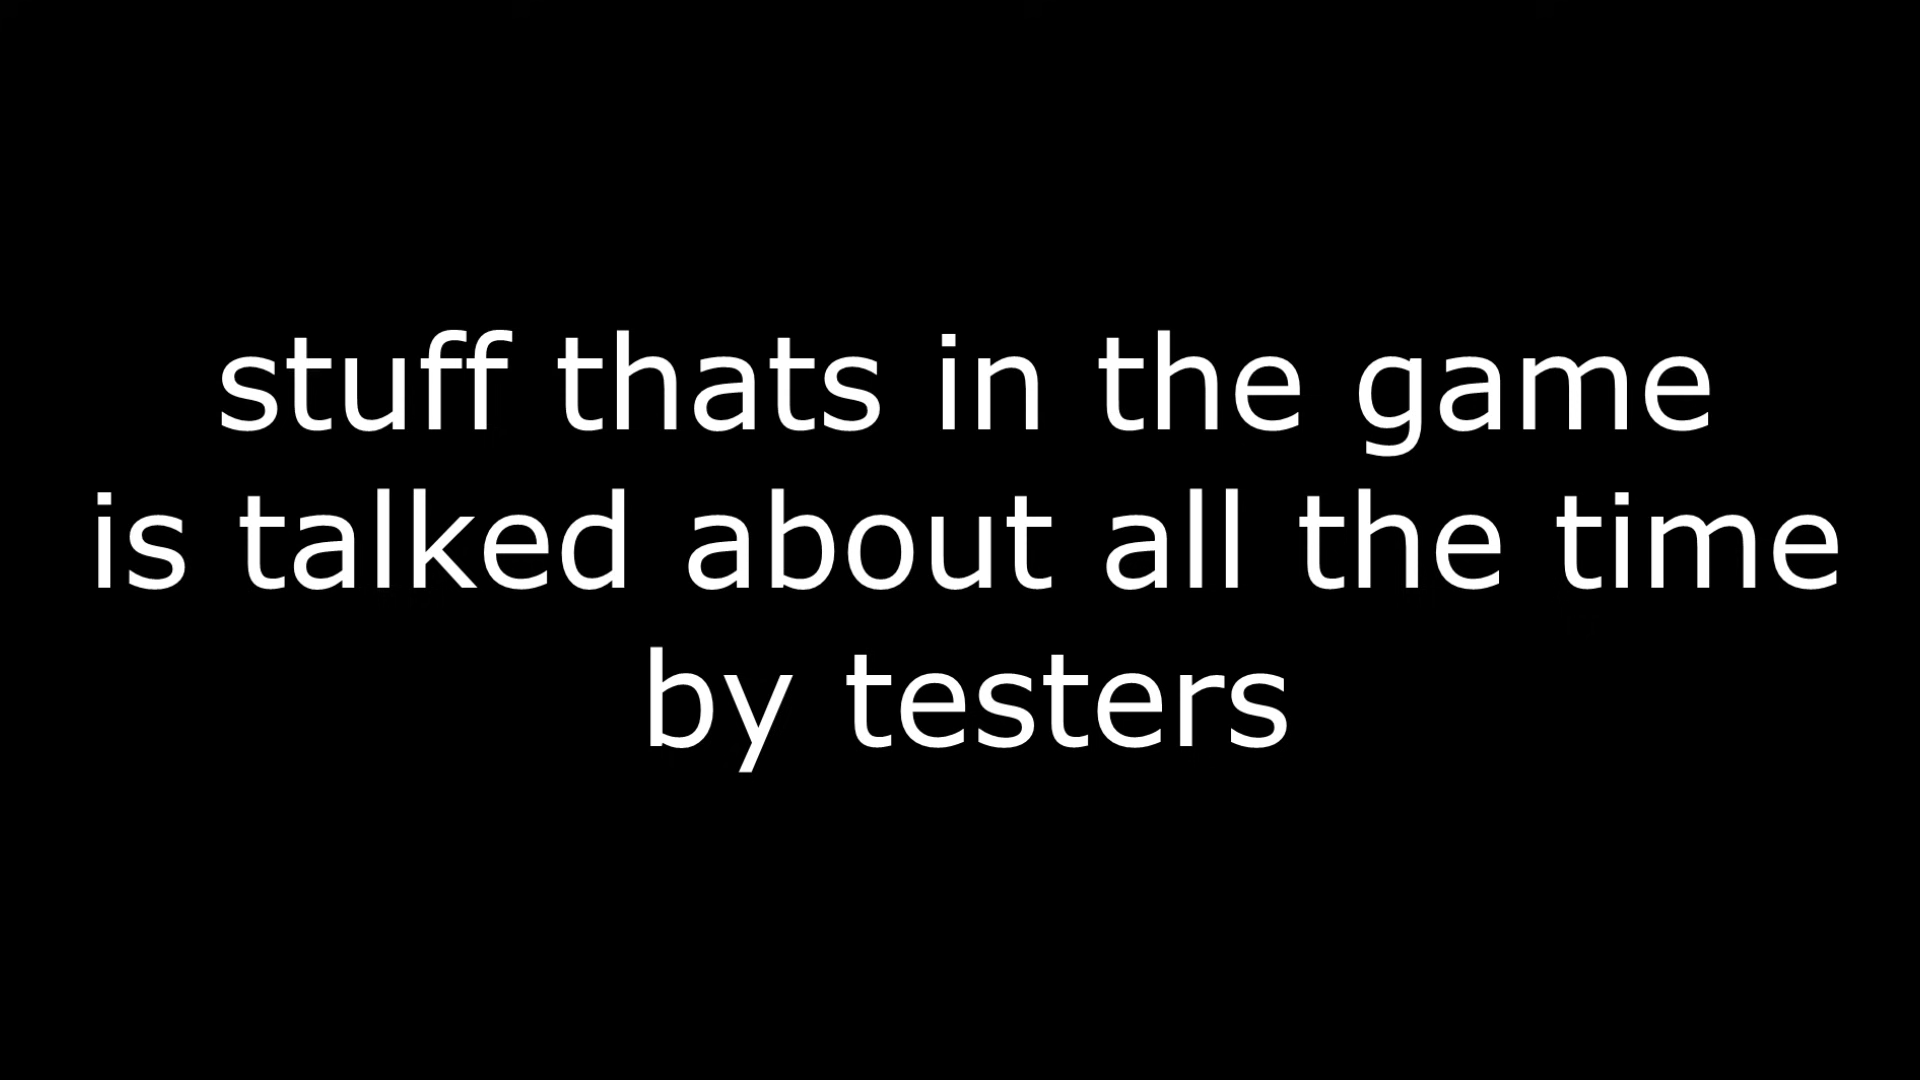 stuff thats in the game
is talked about all the time
by testers